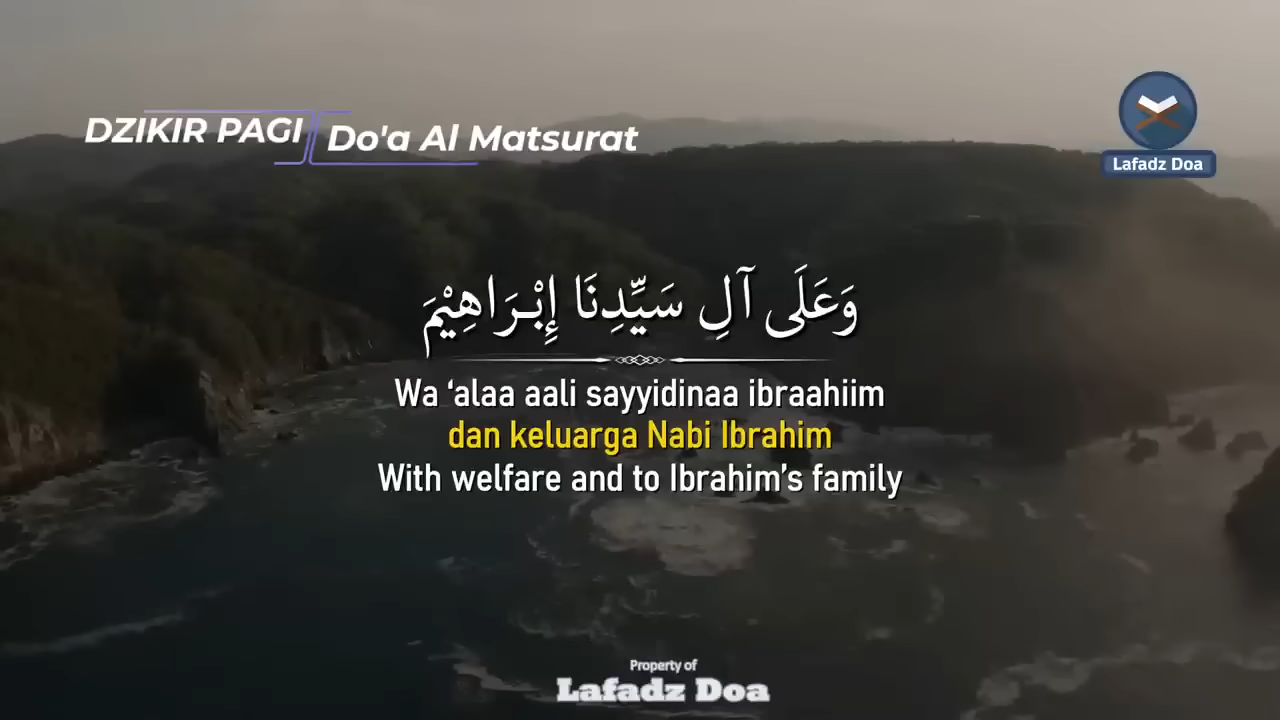 DZIKIR PAGI
Do'a Al Matsurat
Lafadz Doa
وَعَلَى آلِ سَيِّدِنَا إِبْرَاهِيْمَ
Wa ‘alaa aali sayyidinaa ibraahiim
dan keluarga Nabi Ibrahim
With welfare and to Ibrahim’s family
Property of
Lafadz Doa